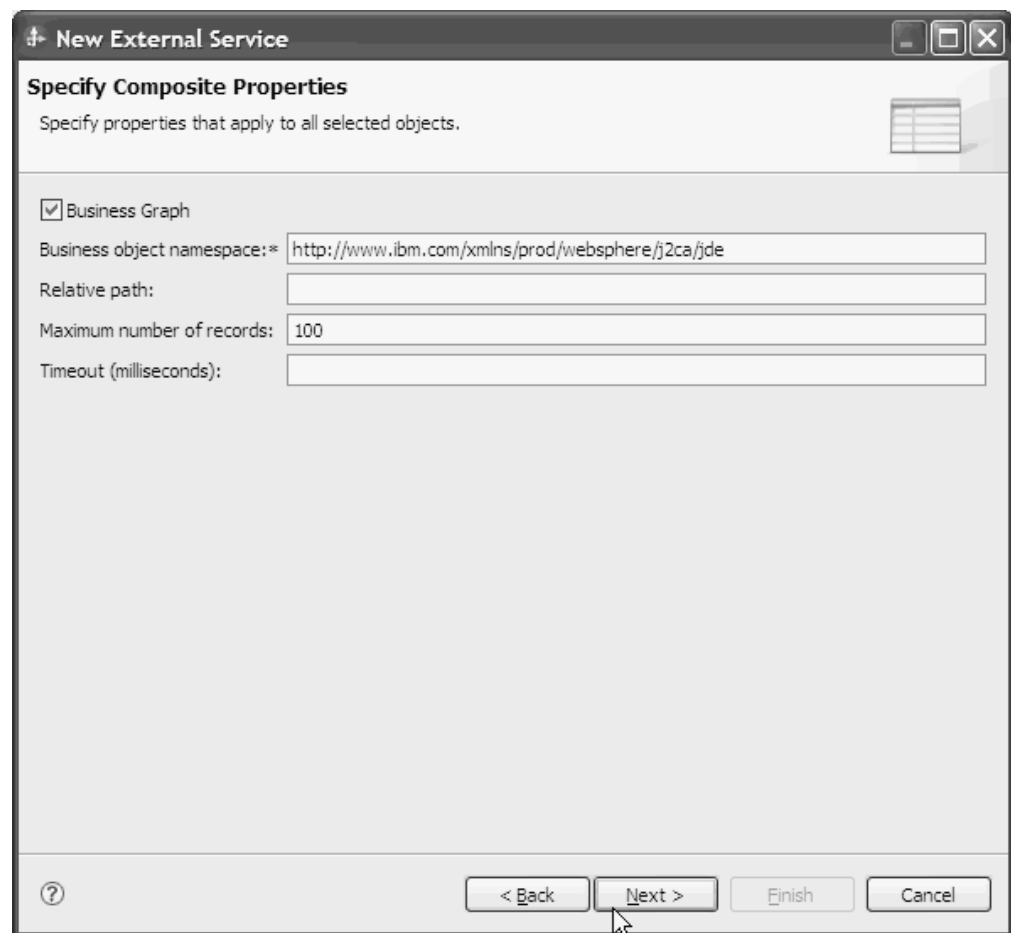 New External Service
Specify Composite Properties
Specify properties that apply to all selected objects.
Business Graph
Business object namespace:* http://www.ibm.com/xmlns/prod/websphere/j2ca/jde
Relative path:
Maximum number of records: 100
Timeout (milliseconds):
? < Back Next > Finish Cancel